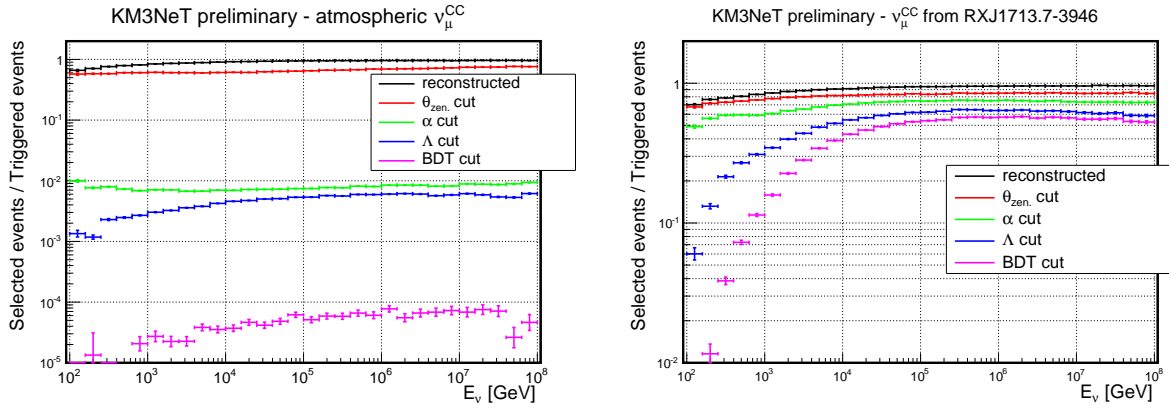 KM3NeT preliminary - atmospheric ν_μ^CC
Selected events / Triggered events
1
10^-1
10^-2
10^-3
10^-4
10^-5
reconstructed
θ_zen. cut
α cut
Λ cut
BDT cut
10^2 10^3 10^4 10^5 10^6 10^7 10^8
E_ν [GeV]
KM3NeT preliminary - ν_μ^CC from RXJ1713.7-3946
Selected events / Triggered events
1
10^-1
10^-2
reconstructed
θ_zen. cut
α cut
Λ cut
BDT cut
10^2 10^3 10^4 10^5 10^6 10^7 10^8
E_ν [GeV]